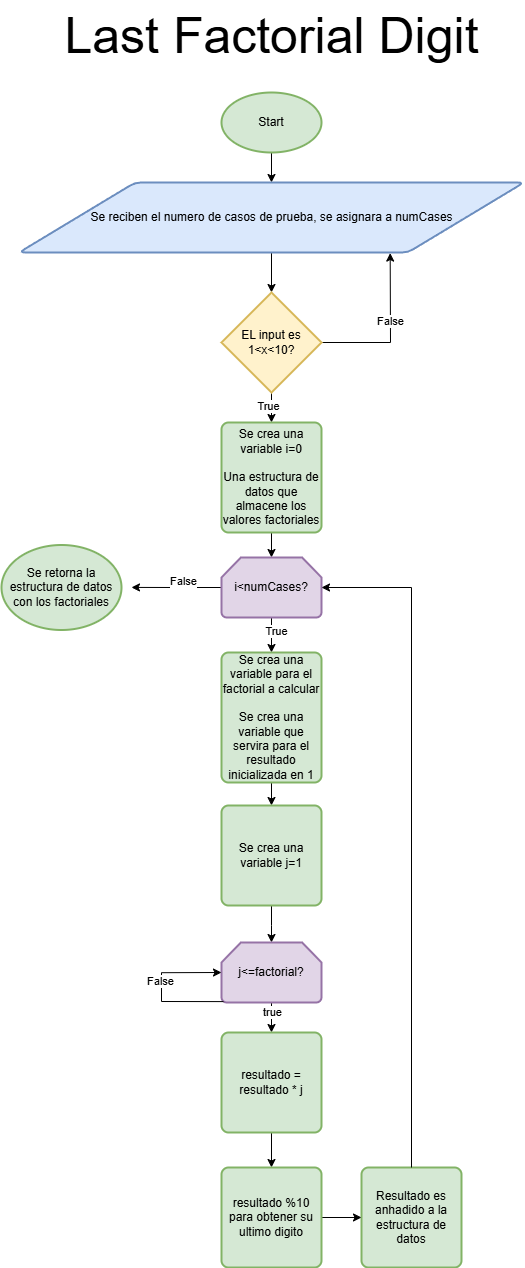 Last Factorial Digit
Start
Se reciben el numero de casos de prueba, se asignara a numCases
False
EL input es
1<x<10?
True
Se crea una
variable i=0
Una estructura de
datos que
almacene los
valores factoriales
Se retorna la
estructura de datos
con los factoriales
False
i<numCases?
True
Se crea una
variable para el
factorial a calcular
Se crea una
variable que
servira para el
resultado
inicializada en 1
Se crea una
variable j=1
j<=factorial?
False
true
resultado =
resultado * j
resultado %10
para obtener su
ultimo digito
Resultado es
anhadido a la
estructura de
datos